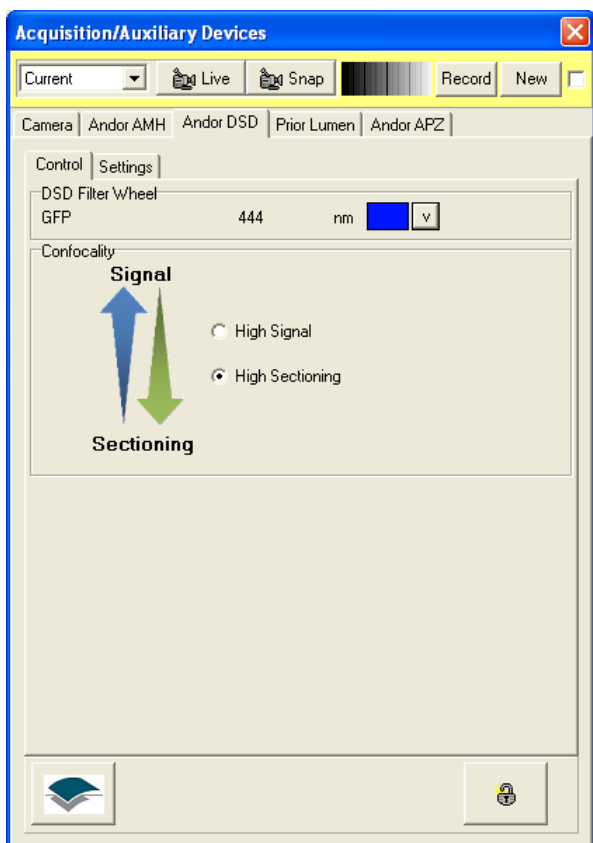 Acquisition/Auxiliary Devices
Current Live Snap Record New
Camera Andor AMH Andor DSD Prior Lumen Andor APZ
Control Settings
DSD Filter Wheel
GFP 444 nm v
Confocality
Signal
High Signal
High Sectioning
Sectioning